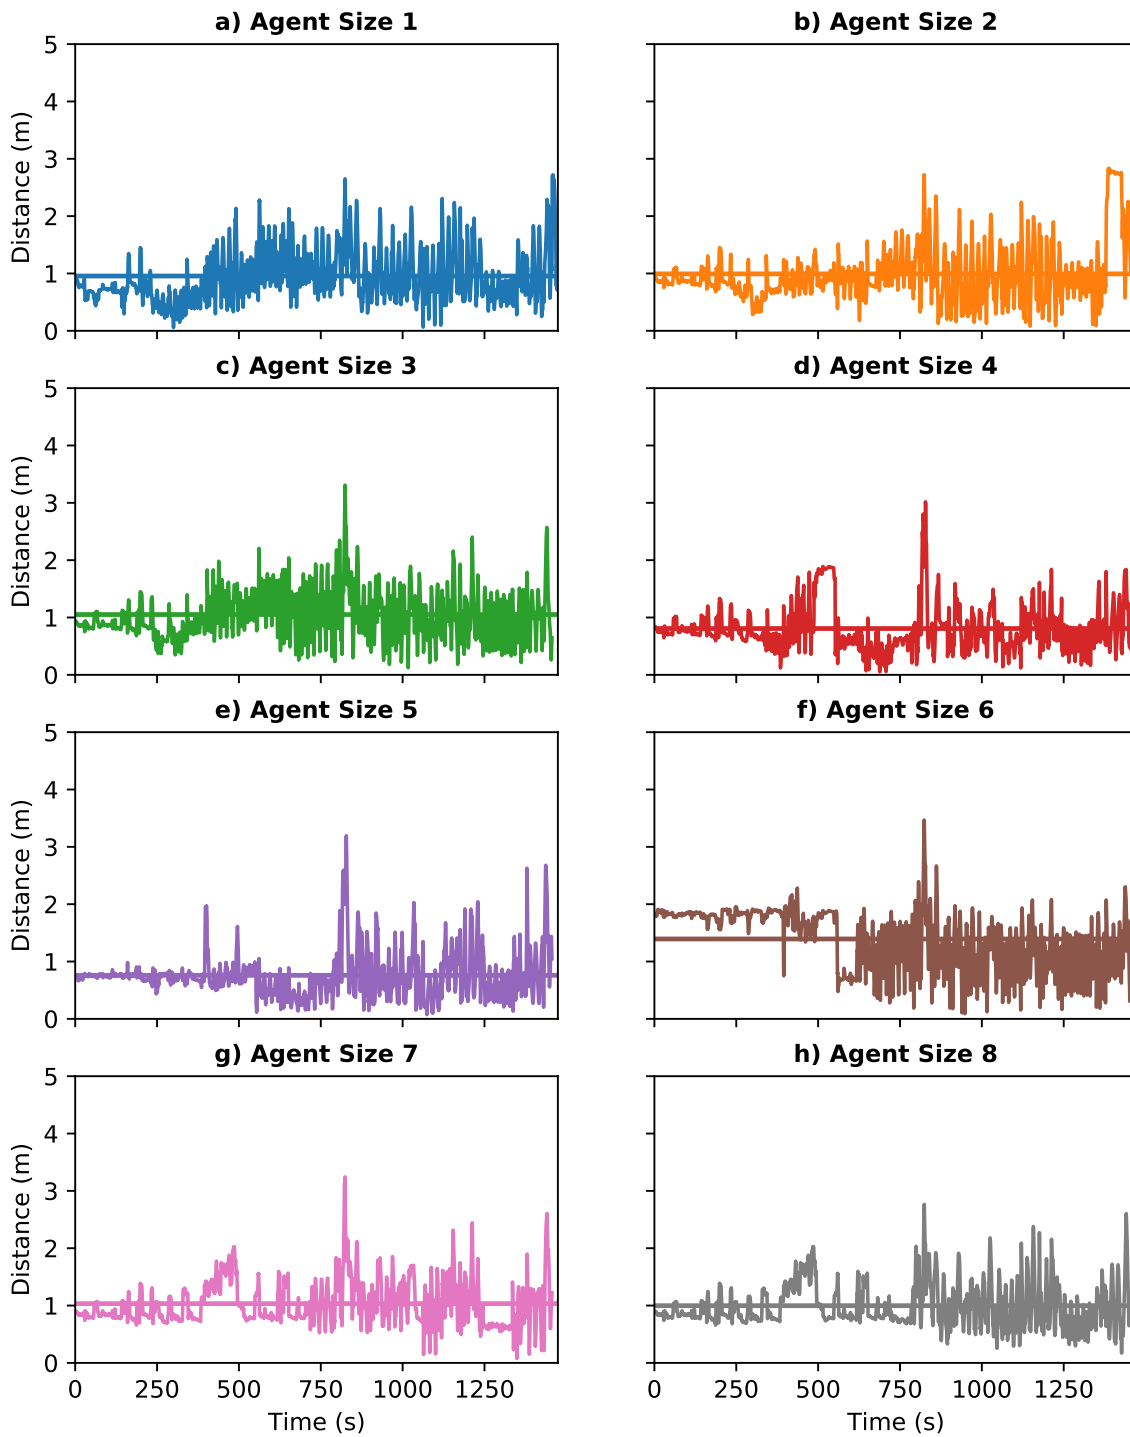 a) Agent Size 1
b) Agent Size 2
5
4
3
2
1
0
Distance (m)
c) Agent Size 3
d) Agent Size 4
5
4
3
2
1
0
Distance (m)
e) Agent Size 5
f) Agent Size 6
5
4
3
2
1
0
Distance (m)
g) Agent Size 7
h) Agent Size 8
5
4
3
2
1
0
Distance (m)
0 250 500 750 1000 1250
0 250 500 750 1000 1250
Time (s)
Time (s)